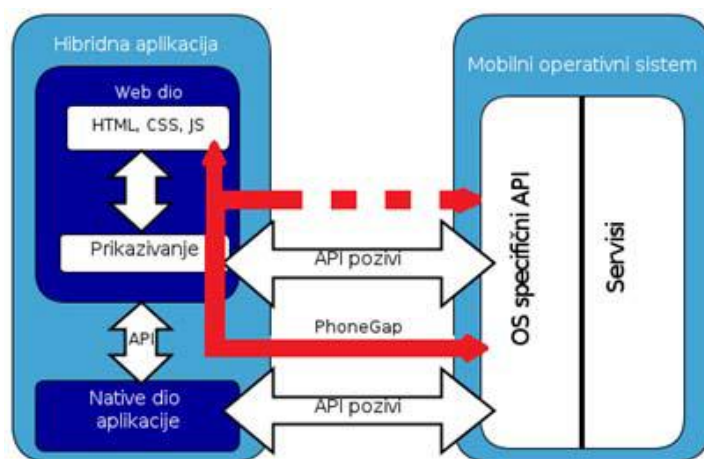 Hibridna aplikacija
Web dio
HTML, CSS, JS
Prikazivanje
API
Native dio
aplikacije
API pozivi
PhoneGap
API pozivi
Mobilni operativni sistem
OS specifični API
Servisi